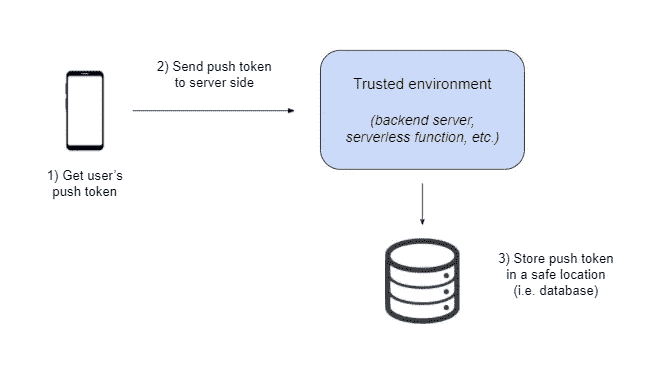 1) Get user's
push token
2) Send push token
to server side
Trusted environment
(backend server,
serverless function, etc.)
3) Store push token
in a safe location
(i.e. database)